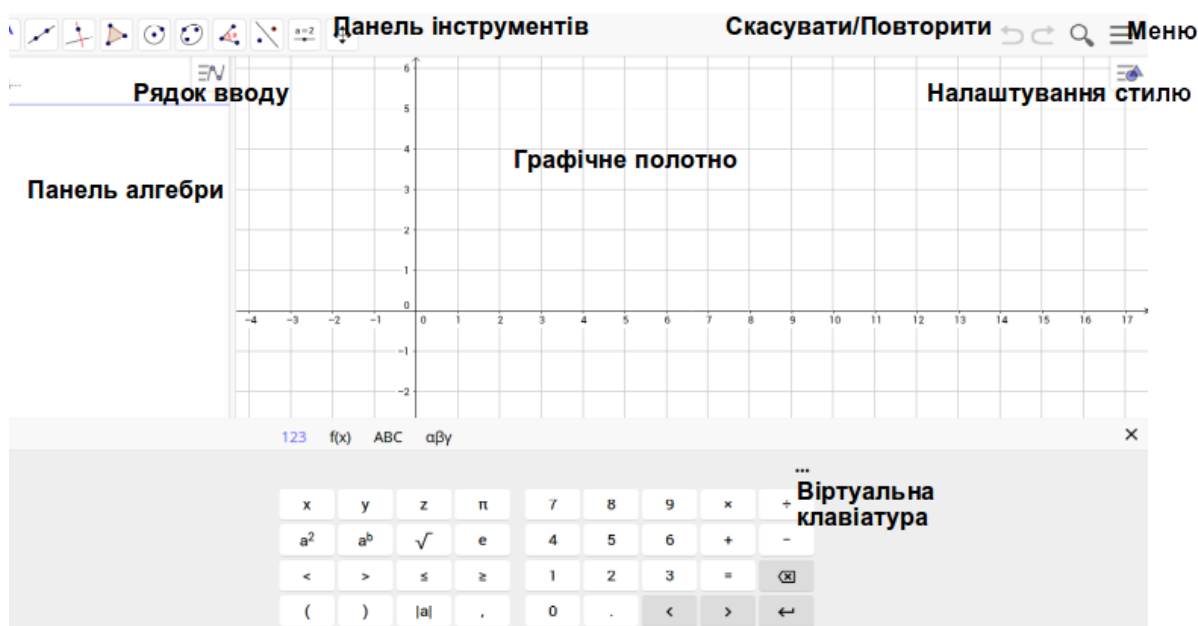 a=2
Панель інструментів
Скасувати/Повторити
Меню
Рядок вводу
Налаштування стилю
Графічне полотно
Панель алгебри
6
5
4
3
2
1
0
−4 −3 −2 −1 0 1 2 3 4 5 6 7 8 9 10 11 12 13 14 15 16 17
−1
−2
123 f(x) ABC αβγ ×
...
Віртуальна
клавіатура
x y z π 7 8 9 × ÷
a² aᵇ √ e 4 5 6 + −
< > ≤ ≥ 1 2 3 = ⌫
( ) |a| , 0 . < > ↵